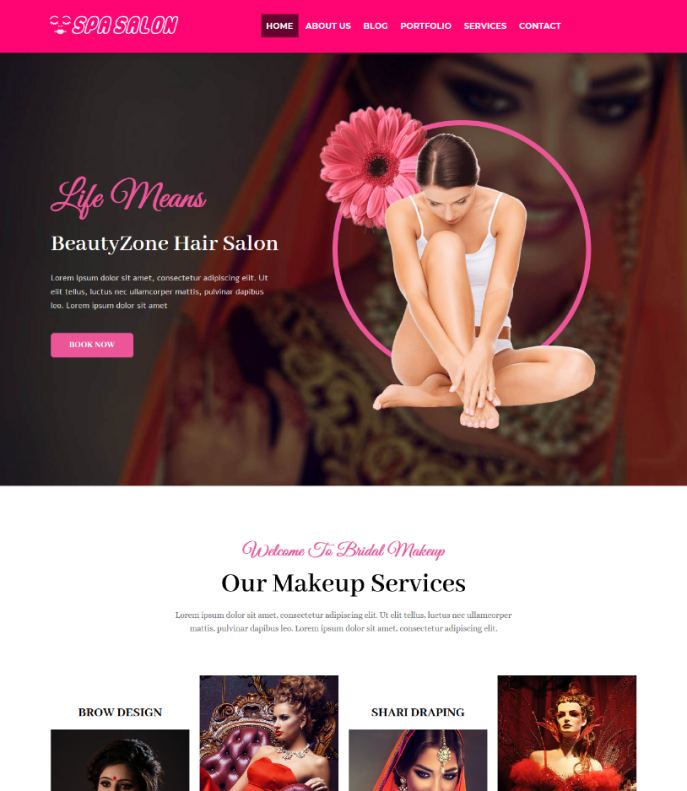 SPA SALON
HOME ABOUT US BLOG PORTFOLIO SERVICES CONTACT
Life Means
BeautyZone Hair Salon
Lorem ipsum dolor sit amet, consectetur adipiscing elit. Ut
elit tellus, luctus nec ullamcorper mattis, pulvinar dapibus
leo. Lorem ipsum dolor sit amet
BOOK NOW
Welcome To Bridal Makeup
Our Makeup Services
Lorem ipsum dolor sit amet, consectetur adipiscing elit. Ut elit tellus, luctus nec ullamcorper
mattis, pulvinar dapibus leo. Lorem ipsum dolor sit amet, consectetur adipiscing elit.
BROW DESIGN
SHARI DRAPING